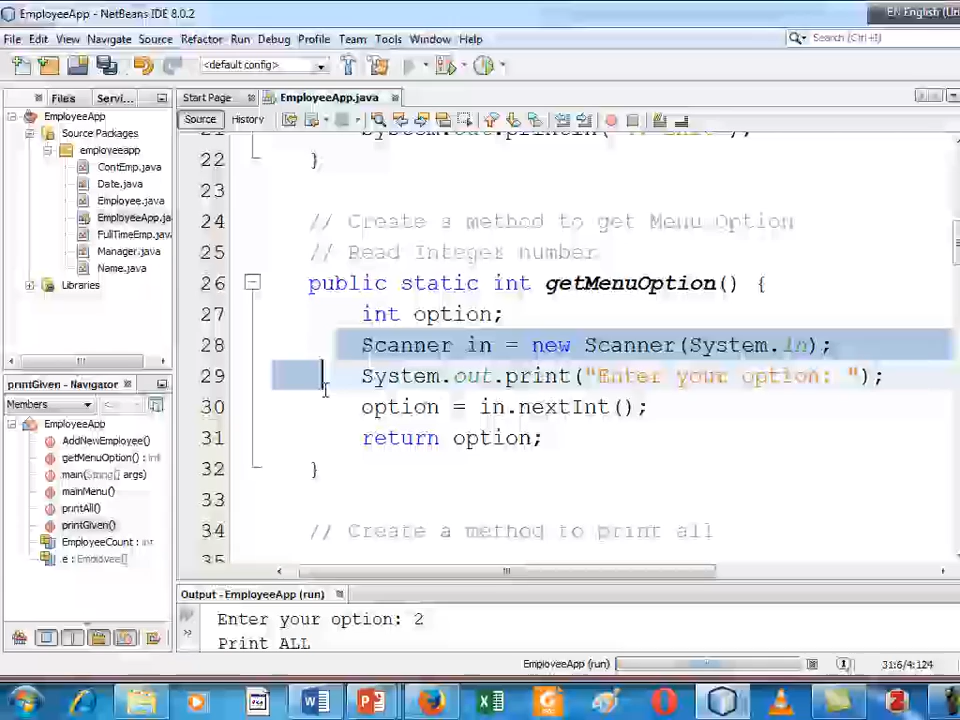 EmployeeApp - NetBeans IDE 8.0.2
EN English (Un
File Edit View Navigate Source Refactor Run Debug Profile Team Tools Window Help
Search (Ctrl+I)
<default config>
Files Servi...
Start Page EmployeeApp.java
Source History
EmployeeApp
Source Packages
employeeapp
ContEmp.java
Date.java
Employee.java
EmployeeApp.ja
FullTimeEmp.java
Manager.java
Name.java
Libraries
22 }
23
24 // Create a method to get Menu Option
25 // Read Integer number
26 public static int getMenuOption() {
27 int option;
28 Scanner in = new Scanner(System.in);
29 System.out.print("Enter your option: ");
30 option = in.nextInt();
31 return option;
32 }
33
34 // Create a method to print all
35
printGiven - Navigator
Members
EmployeeApp
AddNewEmployee()
getMenuOption() : int
main(String[] args)
mainMenu()
printAll()
printGiven()
EmployeeCount : int
e : Employee[]
Output - EmployeeApp (run)
Enter your option: 2
Print ALL
EmployeeApp (run)
31:6/4:124